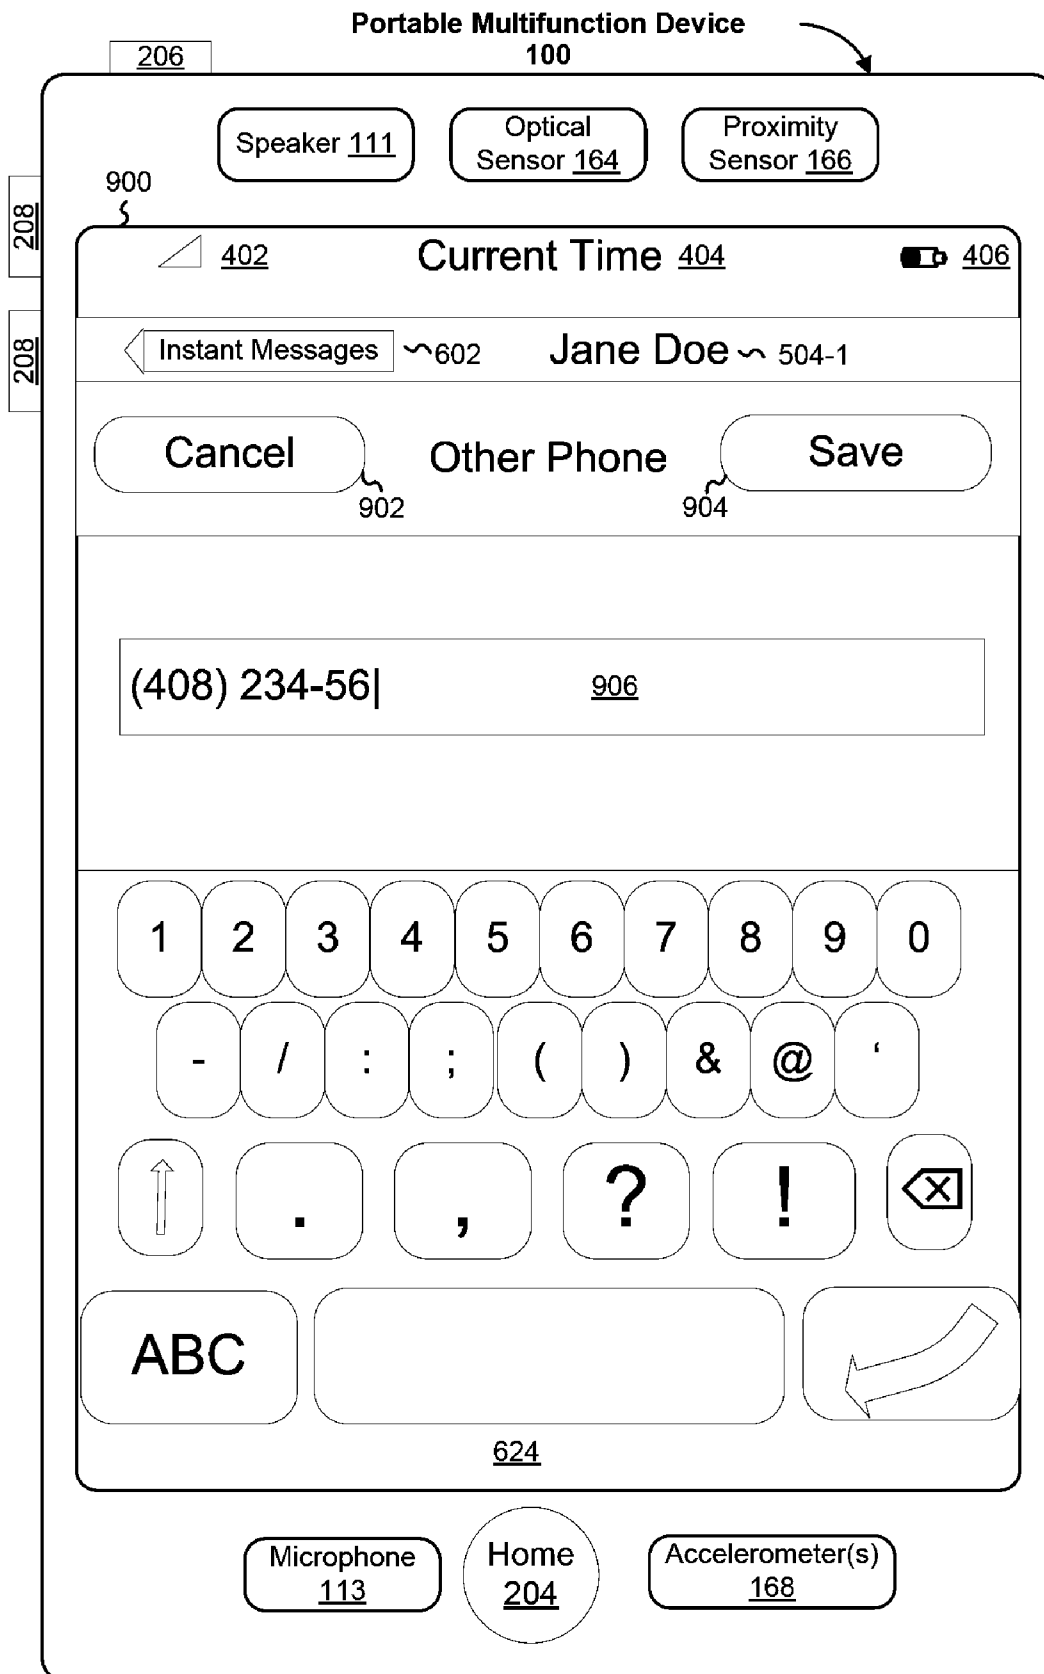 Portable Multifunction Device
100
206
208
208
Speaker 111
Optical
Sensor 164
Proximity
Sensor 166
900
402 Current Time 404 406
Instant Messages 602 Jane Doe 504-1
Cancel Other Phone Save
902 904
(408) 234-56| 906
1 2 3 4 5 6 7 8 9 0
- / : ; ( ) & @ ‘
. , ? !
ABC
624
Microphone
113
Home
204
Accelerometer(s)
168